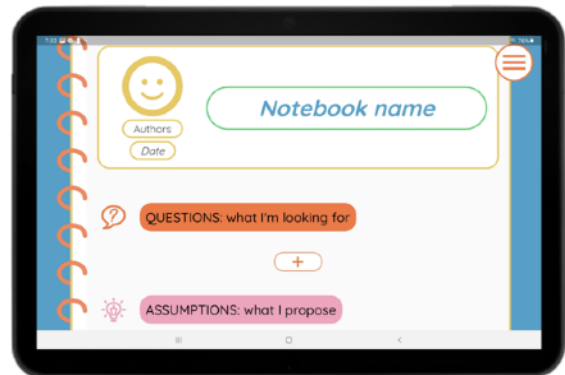 Notebook name
Authors
Date
QUESTIONS: what I'm looking for
+
ASSUMPTIONS: what I propose